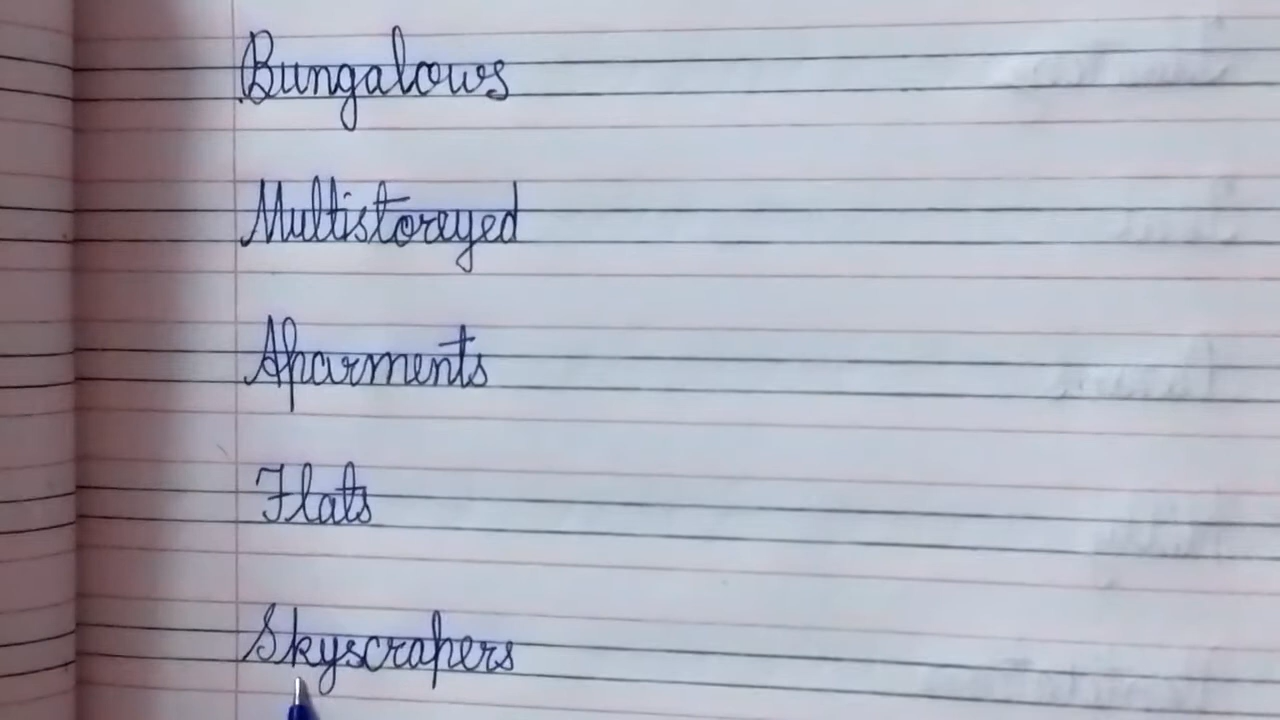 Bungalows
Multistoreyed
Aparments
Flats
Skyscrapers